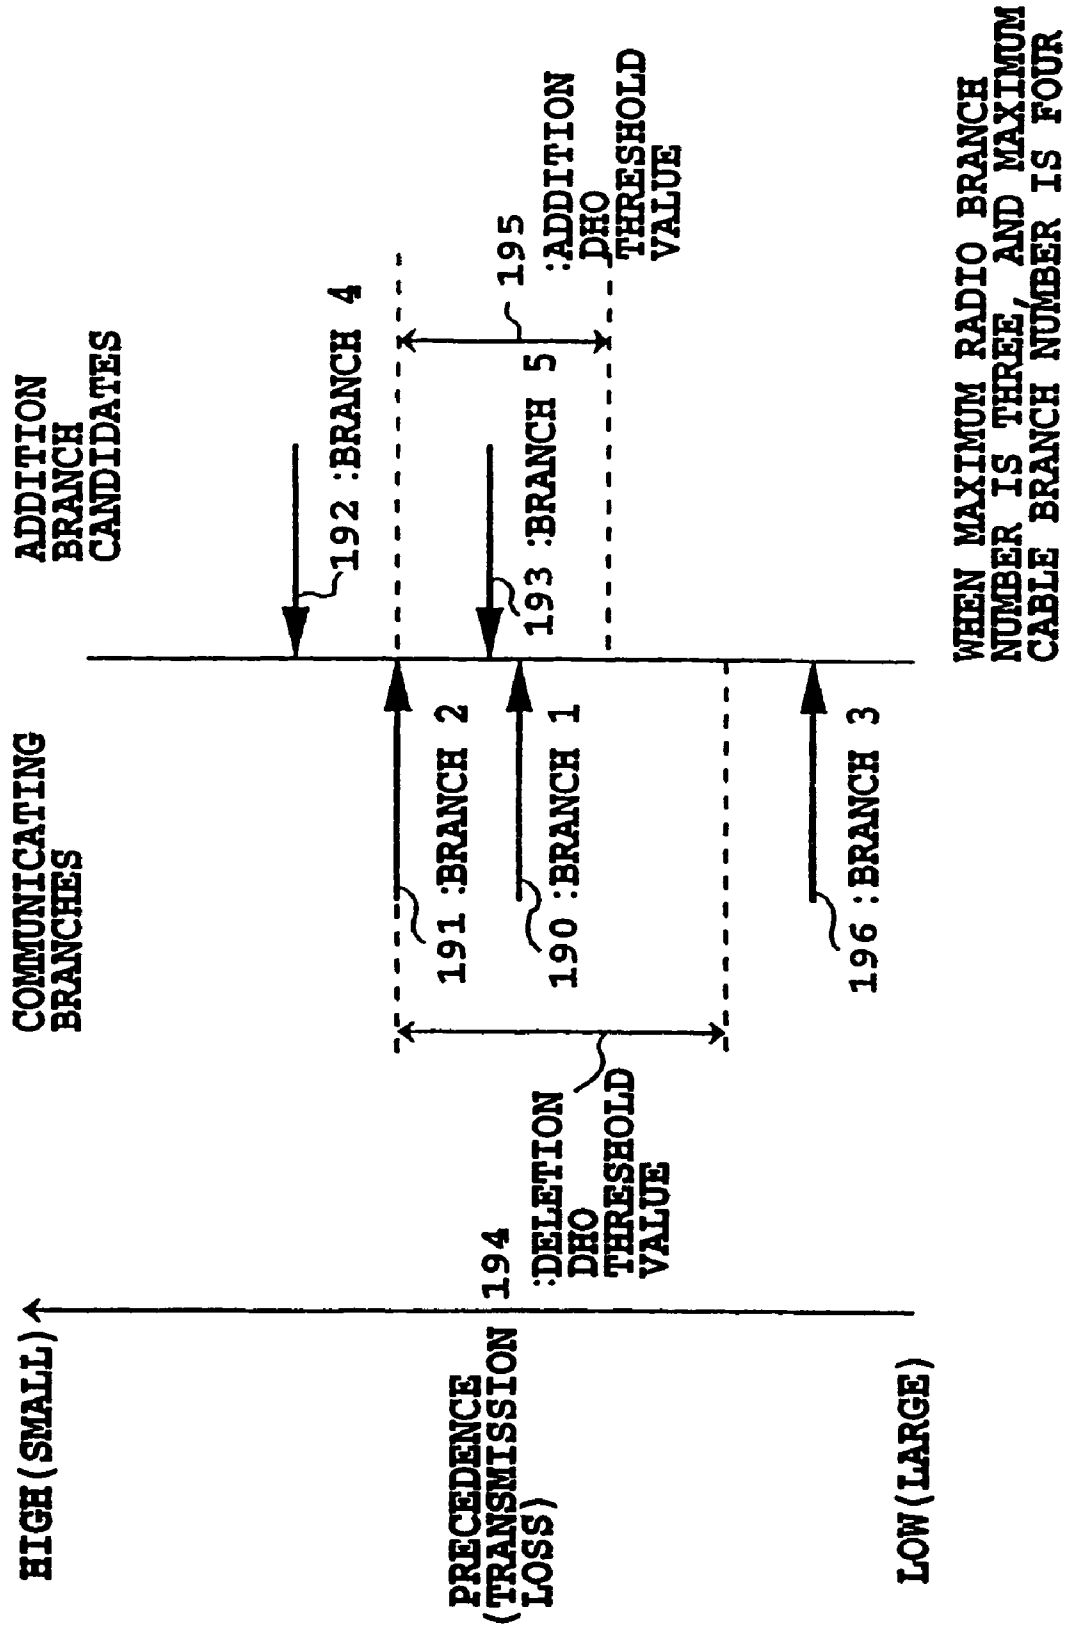 HIGH(SMALL)
PRECEDENCE
(TRANSMISSION
LOSS)
LOW(LARGE)
194
:DELETION
DHO
THRESHOLD
VALUE
COMMUNICATING
BRANCHES
191 :BRANCH 2
190 :BRANCH 1
196 :BRANCH 3
ADDITION
BRANCH
CANDIDATES
192 :BRANCH 4
193 :BRANCH 5
195
:ADDITION
DHO
THRESHOLD
VALUE
WHEN MAXIMUM RADIO BRANCH
NUMBER IS THREE, AND MAXIMUM
CABLE BRANCH NUMBER IS FOUR